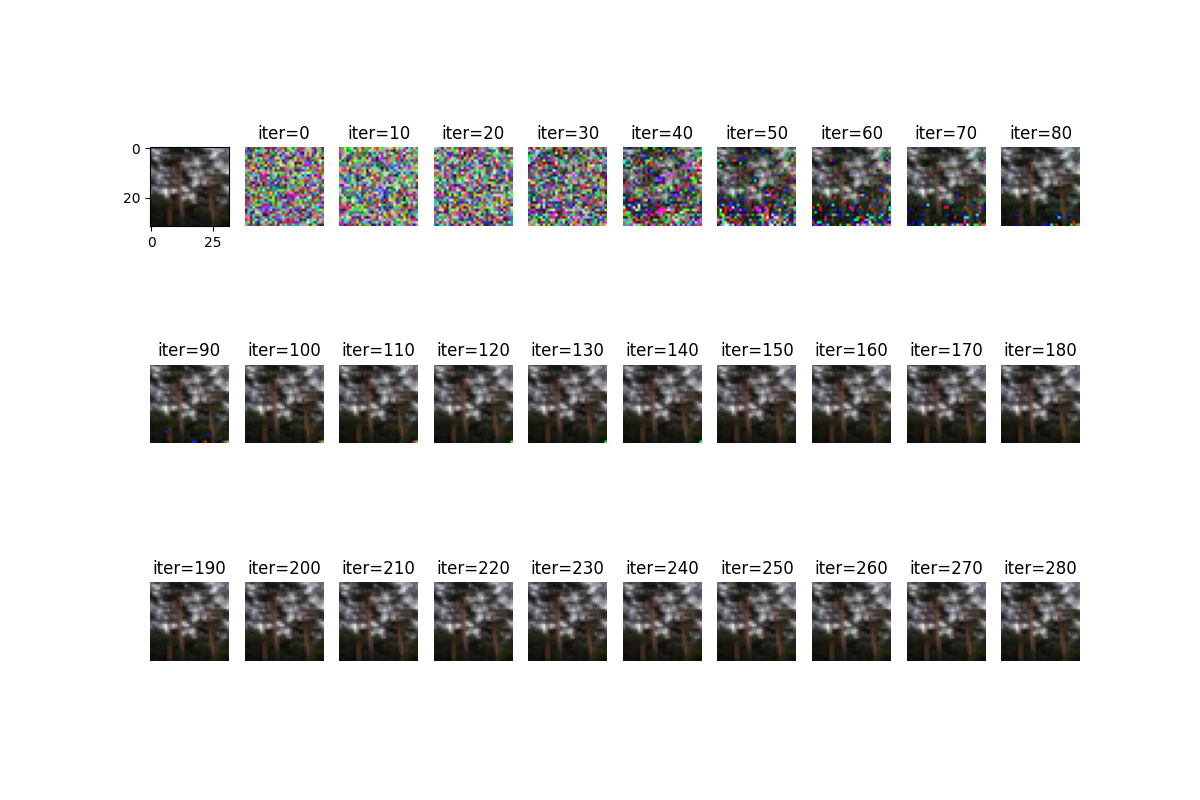 iter=0 iter=10 iter=20 iter=30 iter=40 iter=50 iter=60 iter=70 iter=80
0
20
0 25
iter=90 iter=100 iter=110 iter=120 iter=130 iter=140 iter=150 iter=160 iter=170 iter=180
iter=190 iter=200 iter=210 iter=220 iter=230 iter=240 iter=250 iter=260 iter=270 iter=280